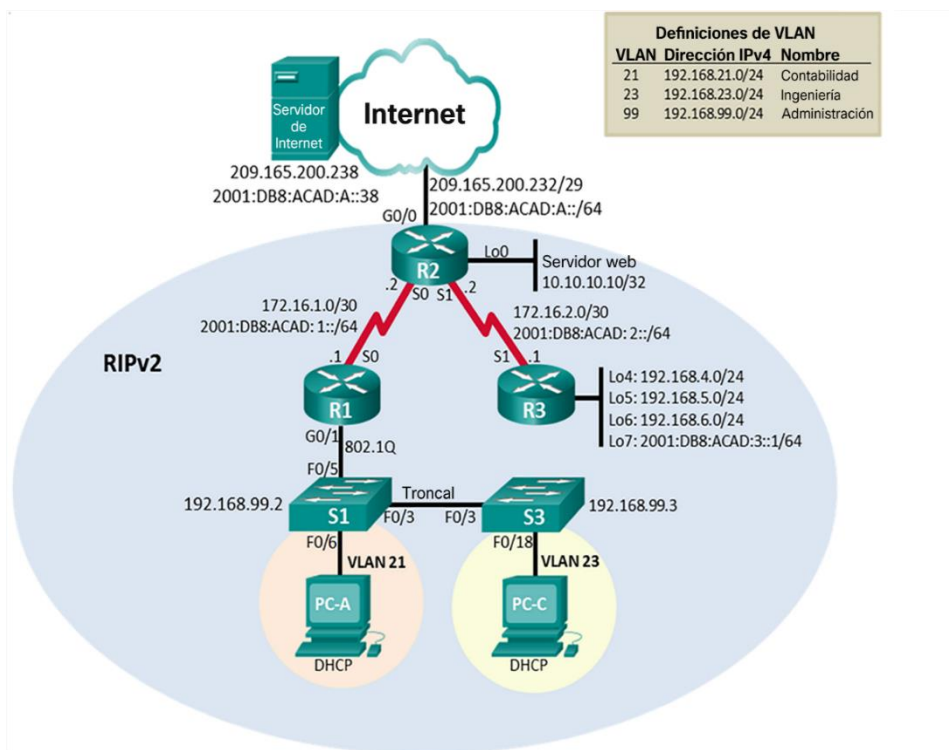 Definiciones de VLAN
VLAN Dirección IPv4 Nombre
21 192.168.21.0/24 Contabilidad
23 192.168.23.0/24 Ingeniería
99 192.168.99.0/24 Administración
Servidor
de
Internet
Internet
209.165.200.238
2001:DB8:ACAD:A::38
209.165.200.232/29
2001:DB8:ACAD:A::/64
G0/0
R2
Lo0
Servidor web
10.10.10.10/32
.2
S0
S1
.2
172.16.1.0/30
2001:DB8:ACAD: 1::/64
172.16.2.0/30
2001:DB8:ACAD: 2::/64
RIPv2
.1
S0
S1
.1
R1
R3
Lo4: 192.168.4.0/24
Lo5: 192.168.5.0/24
Lo6: 192.168.6.0/24
Lo7: 2001:DB8:ACAD:3::1/64
G0/1
802.1Q
F0/5
192.168.99.2
S1
Troncal
F0/3
F0/3
S3
192.168.99.3
F0/6
VLAN 21
F0/18
VLAN 23
PC-A
PC-C
DHCP
DHCP